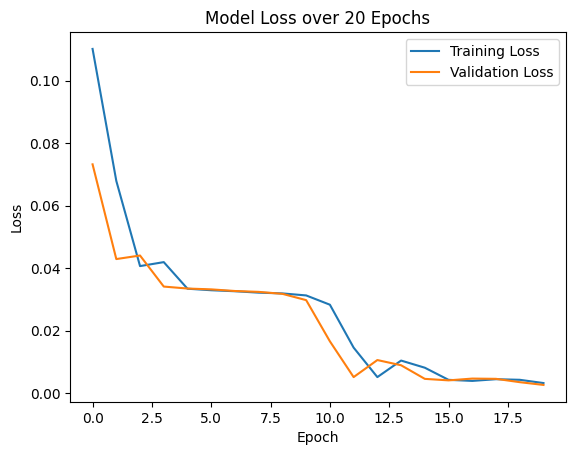 Model Loss over 20 Epochs
Training Loss
Validation Loss
0.10
0.08
0.06
0.04
0.02
0.00
Loss
0.0 2.5 5.0 7.5 10.0 12.5 15.0 17.5
Epoch